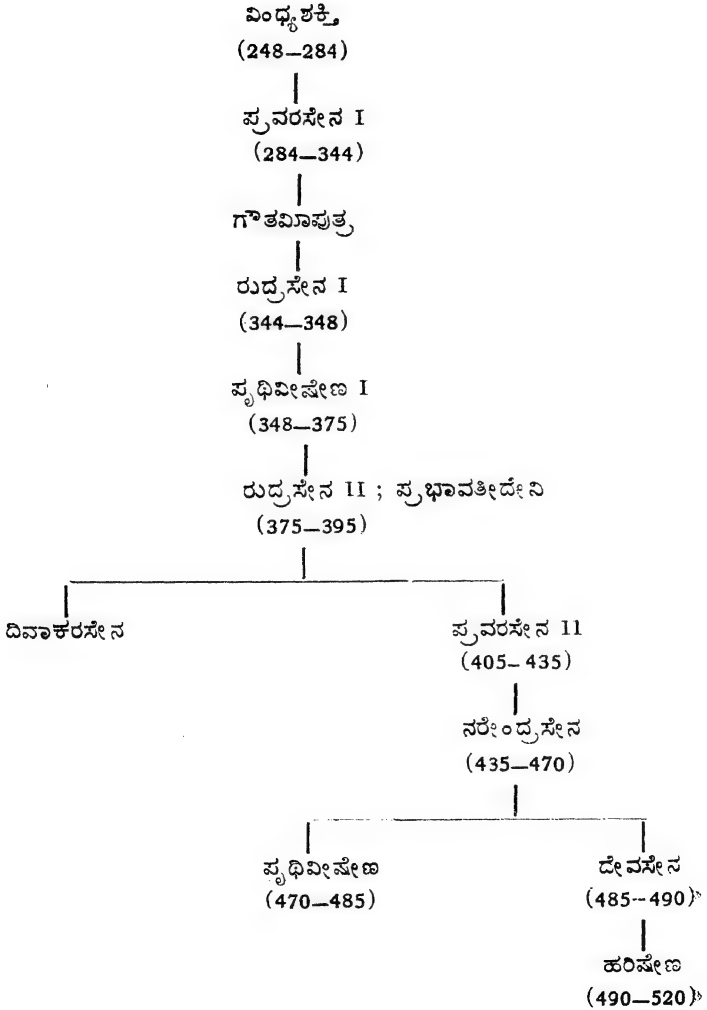 ವಿಂಧ್ಯಶಕ್ತಿ
(248—284)
ಪ್ರವರಸೇನ I
(284—344)
ಗೌತಮಿಾಪುತ್ರ
ರುದ್ರಸೇನ I
(344—348)
ಪೃಥಿವೀಷೇಣ I
(348—375)
ರುದ್ರಸೇನ II ; ಪ್ರಭಾವತೀದೇವಿ
(375—395)
ದಿವಾಕರಸೇನ
ಪ್ರವರಸೇನ II
(405—435)
ನರೇಂದ್ರಸೇನ
(435—470)
ಪೃಥಿವೀಷೇಣ
(470—485)
ದೇವಸೇನ
(485--490)
ಹರಿಷೇಣ
(490—520)